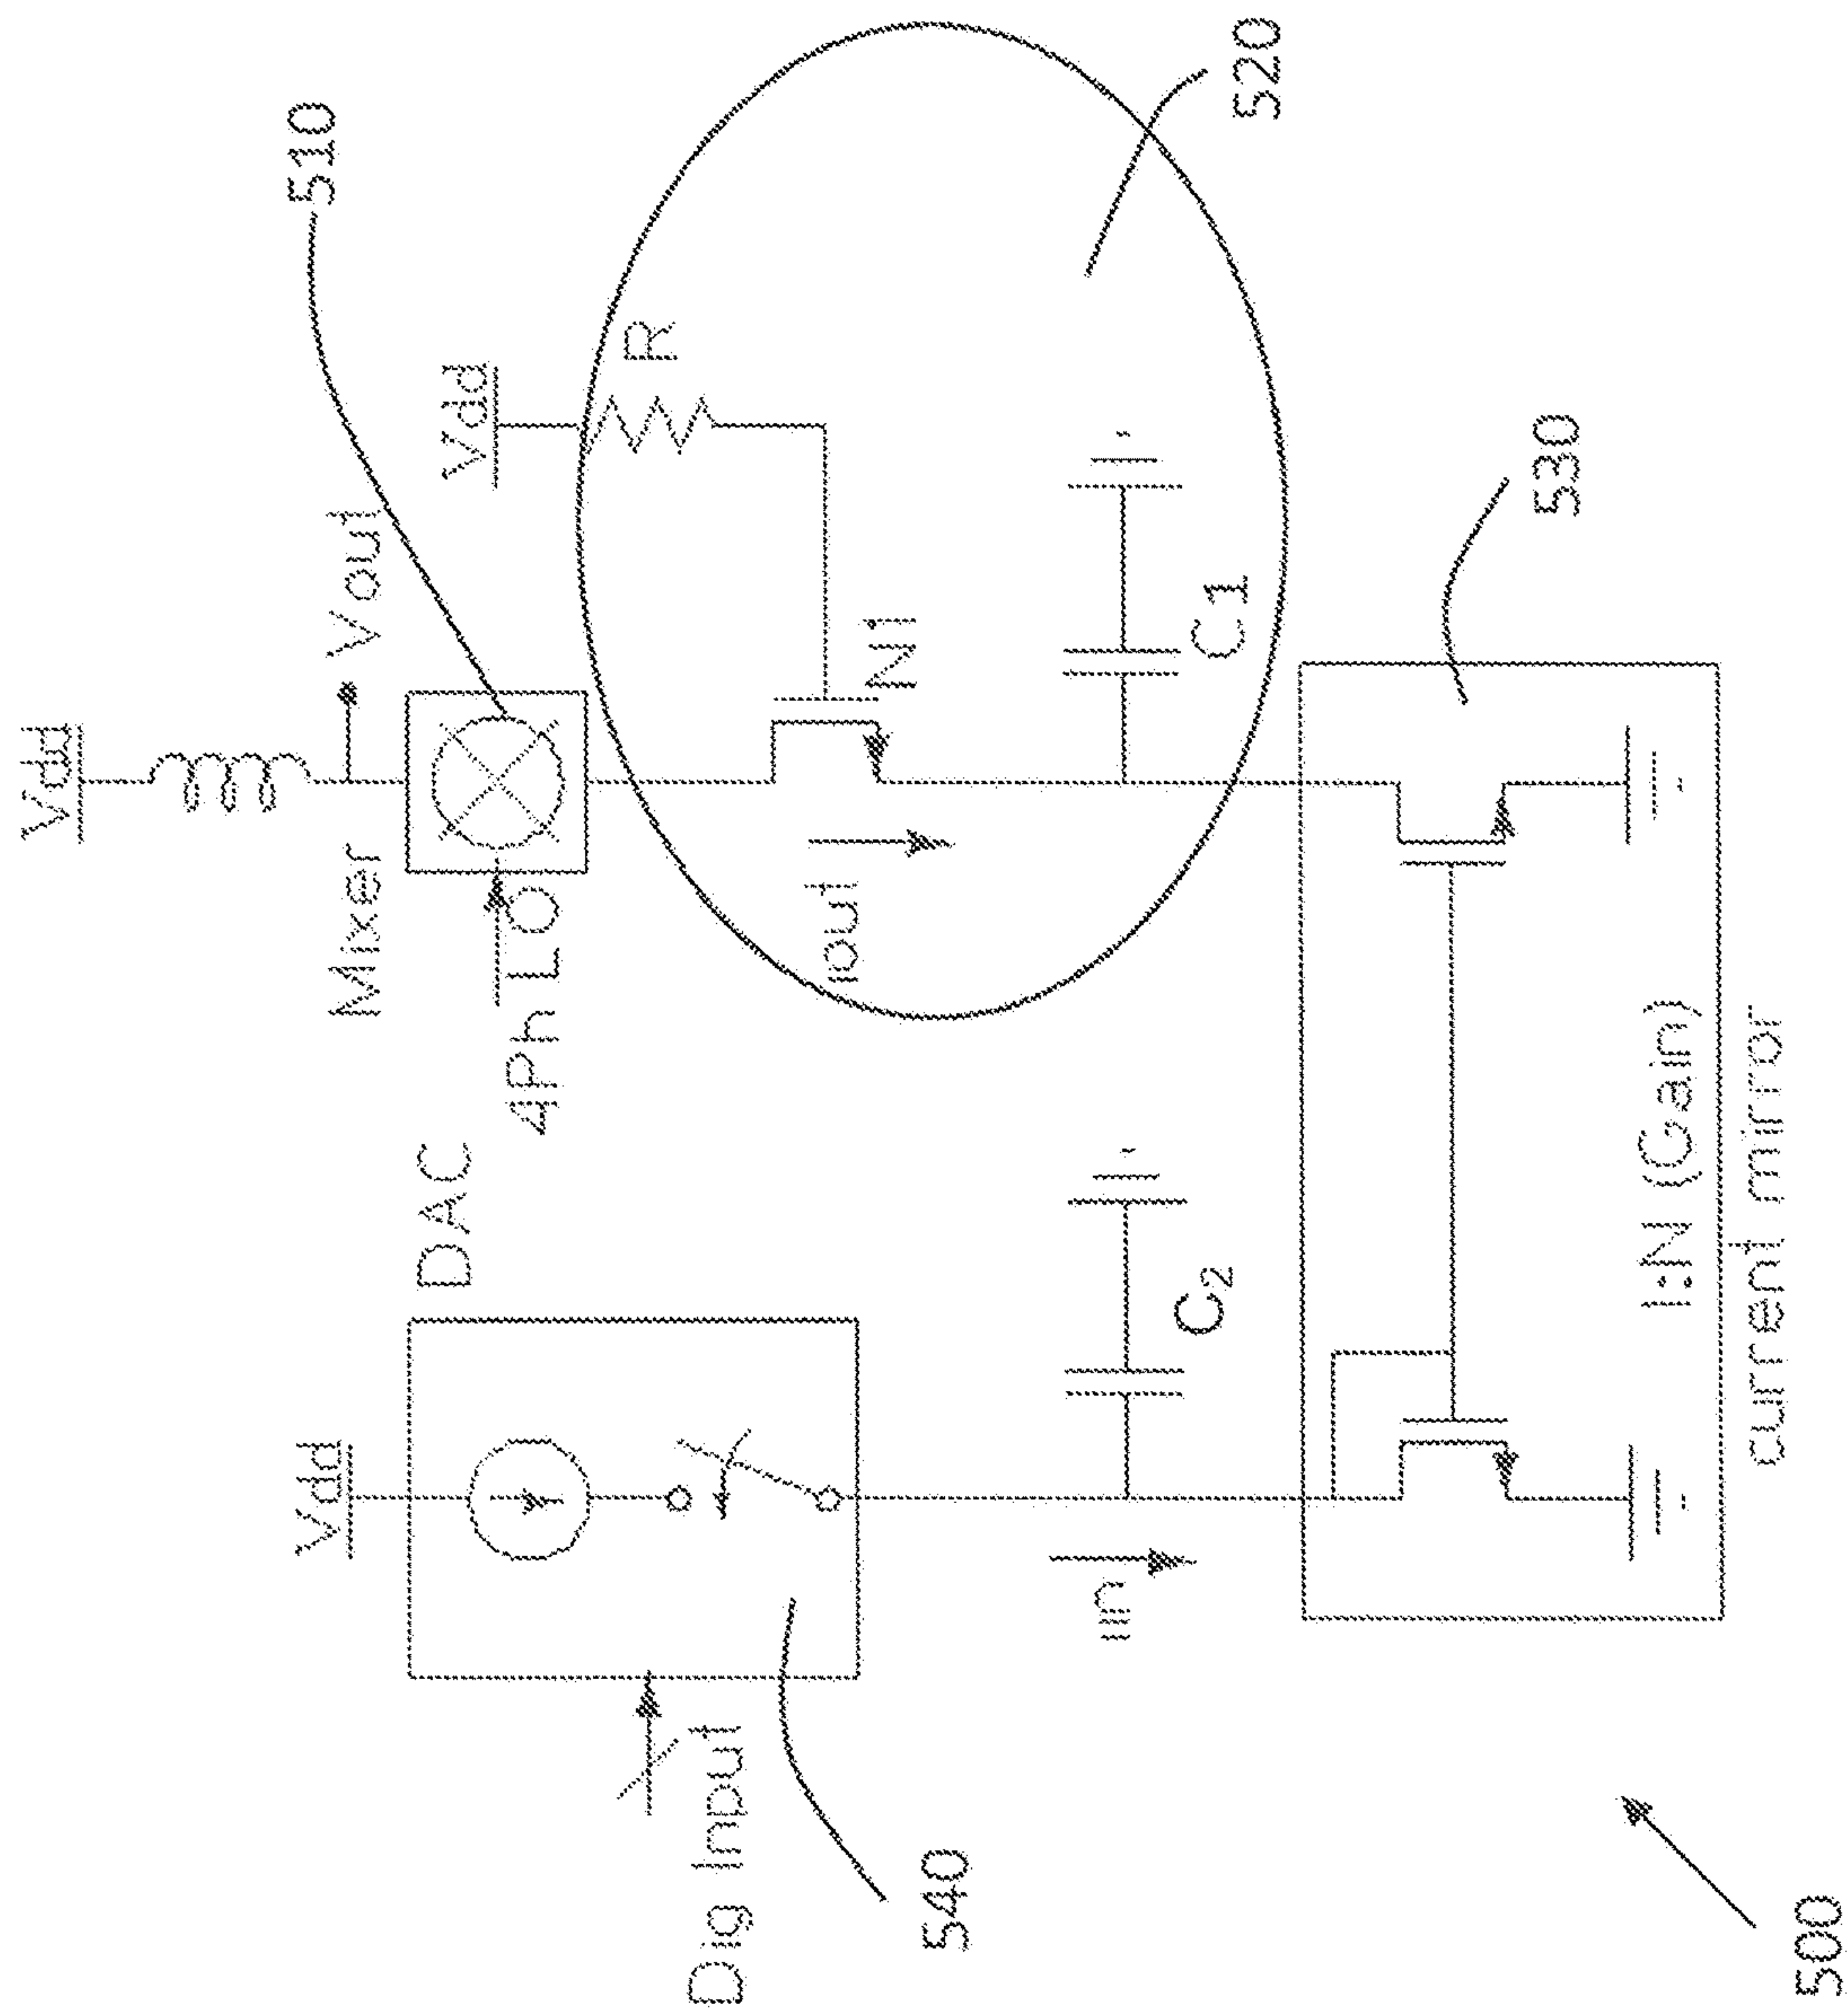 Vdd
Vout
510
Mixer
4Ph LO
Vdd
R
N1
Iout
C1
520
DAC
Vdd
Dig Input
540
C2
Iin
530
1:N (Gain)
current mirror
500